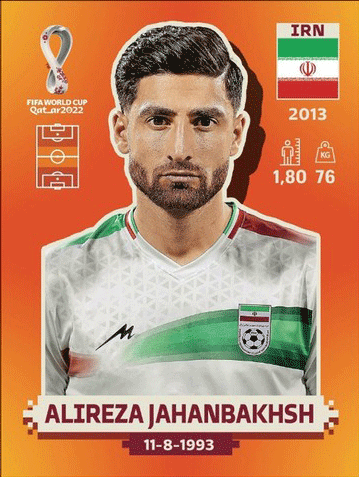 IRN
FIFA WORLD CUP
Qatar2022
2013
KG
1,80 76
ALIREZA JAHANBAKHSH
11-8-1993